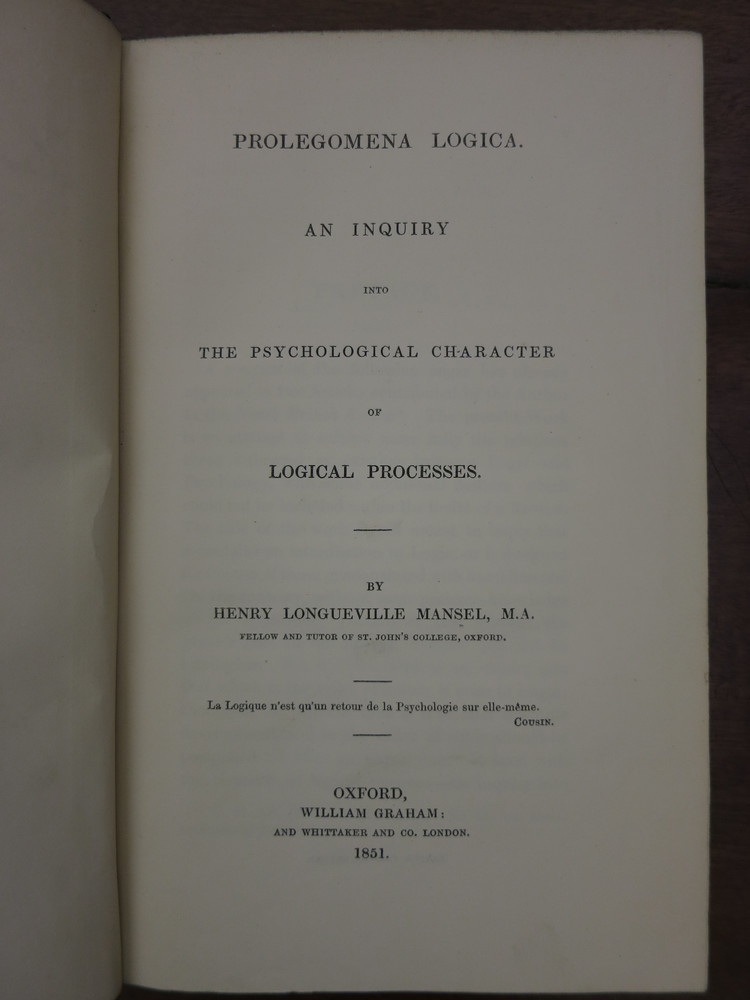 PROLEGOMENA LOGICA.
AN INQUIRY
INTO
THE PSYCHOLOGICAL CHARACTER
OF
LOGICAL PROCESSES.
BY
HENRY LONGUEVILLE MANSEL, M.A.
FELLOW AND TUTOR OF ST. JOHN'S COLLEGE, OXFORD.
La Logique n'est qu'un retour de la Psychologie sur elle-même.
COUSIN.
OXFORD,
WILLIAM GRAHAM:
AND WHITTAKER AND CO. LONDON.
1851.